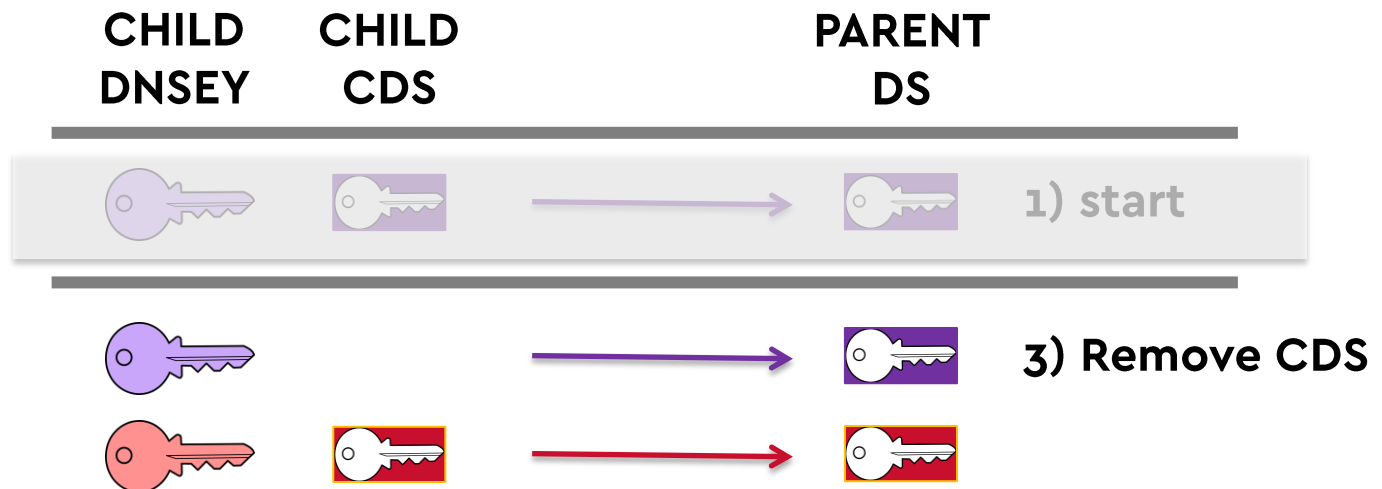 CHILD
DNSEY
CHILD
CDS
PARENT
DS
1) start
3) Remove CDS